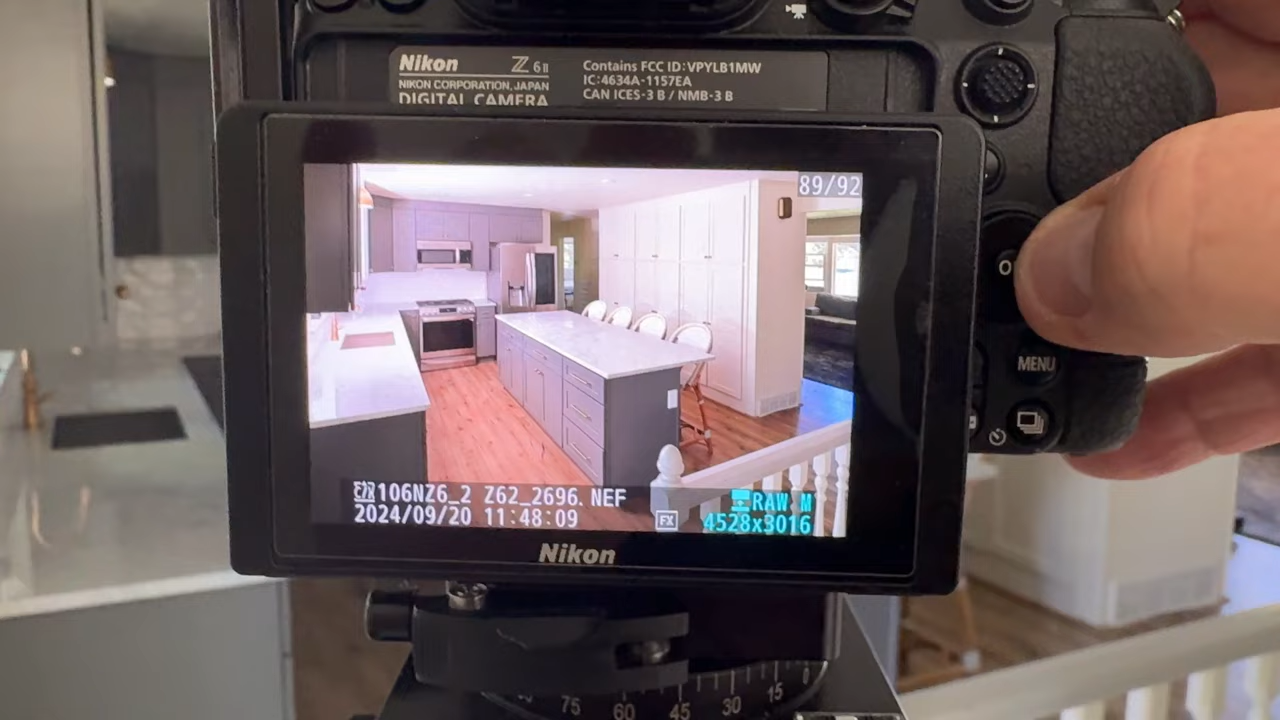 Nikon Z 6II
NIKON CORPORATION, JAPAN
DIGITAL CAMERA
Contains FCC ID:VPYLB1MW
IC:4634A-1157EA
CAN ICES-3 B / NMB-3 B
89/92
106NZ6_2 Z62_2696.NEF
RAW M
2024/09/20 11:48:09
FX
4528x3016
Nikon
MENU
75 60 45 30 15 0